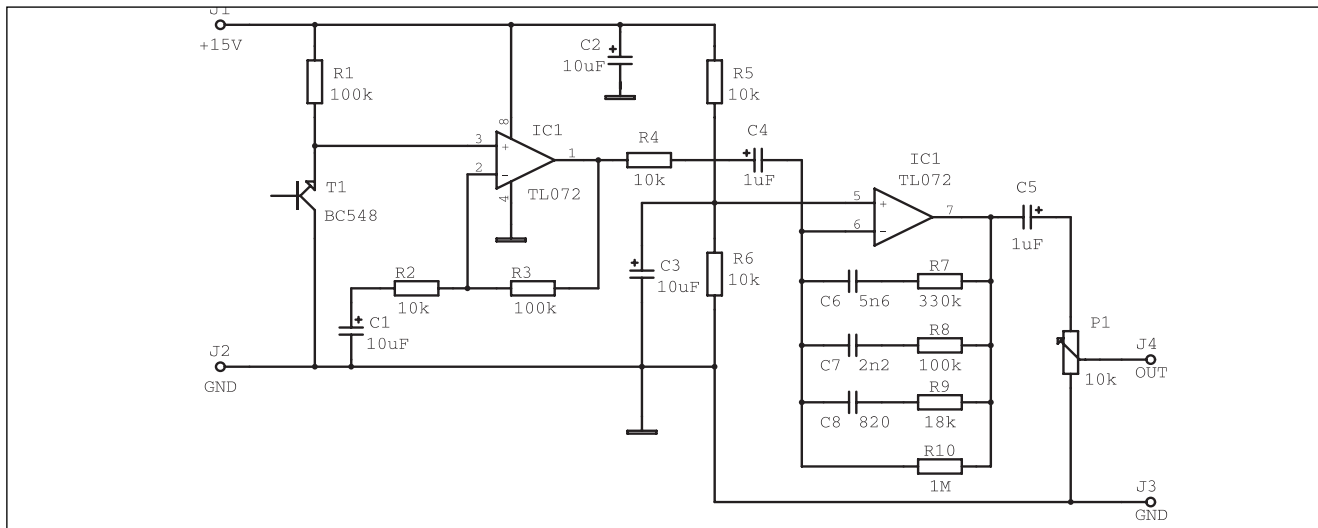 J1
+15V
R1
100k
C2
10uF
R5
10k
8
IC1
3
+
2
-
1
4
TL072
R4
10k
C4
1uF
T1
BC548
IC1
TL072
5
+
6
-
7
C5
1uF
R2
10k
R3
100k
C1
10uF
C3
10uF
R6
10k
C6
5n6
R7
330k
C7
2n2
R8
100k
C8
820
R9
18k
R10
1M
P1
10k
J4
OUT
J2
GND
J3
GND